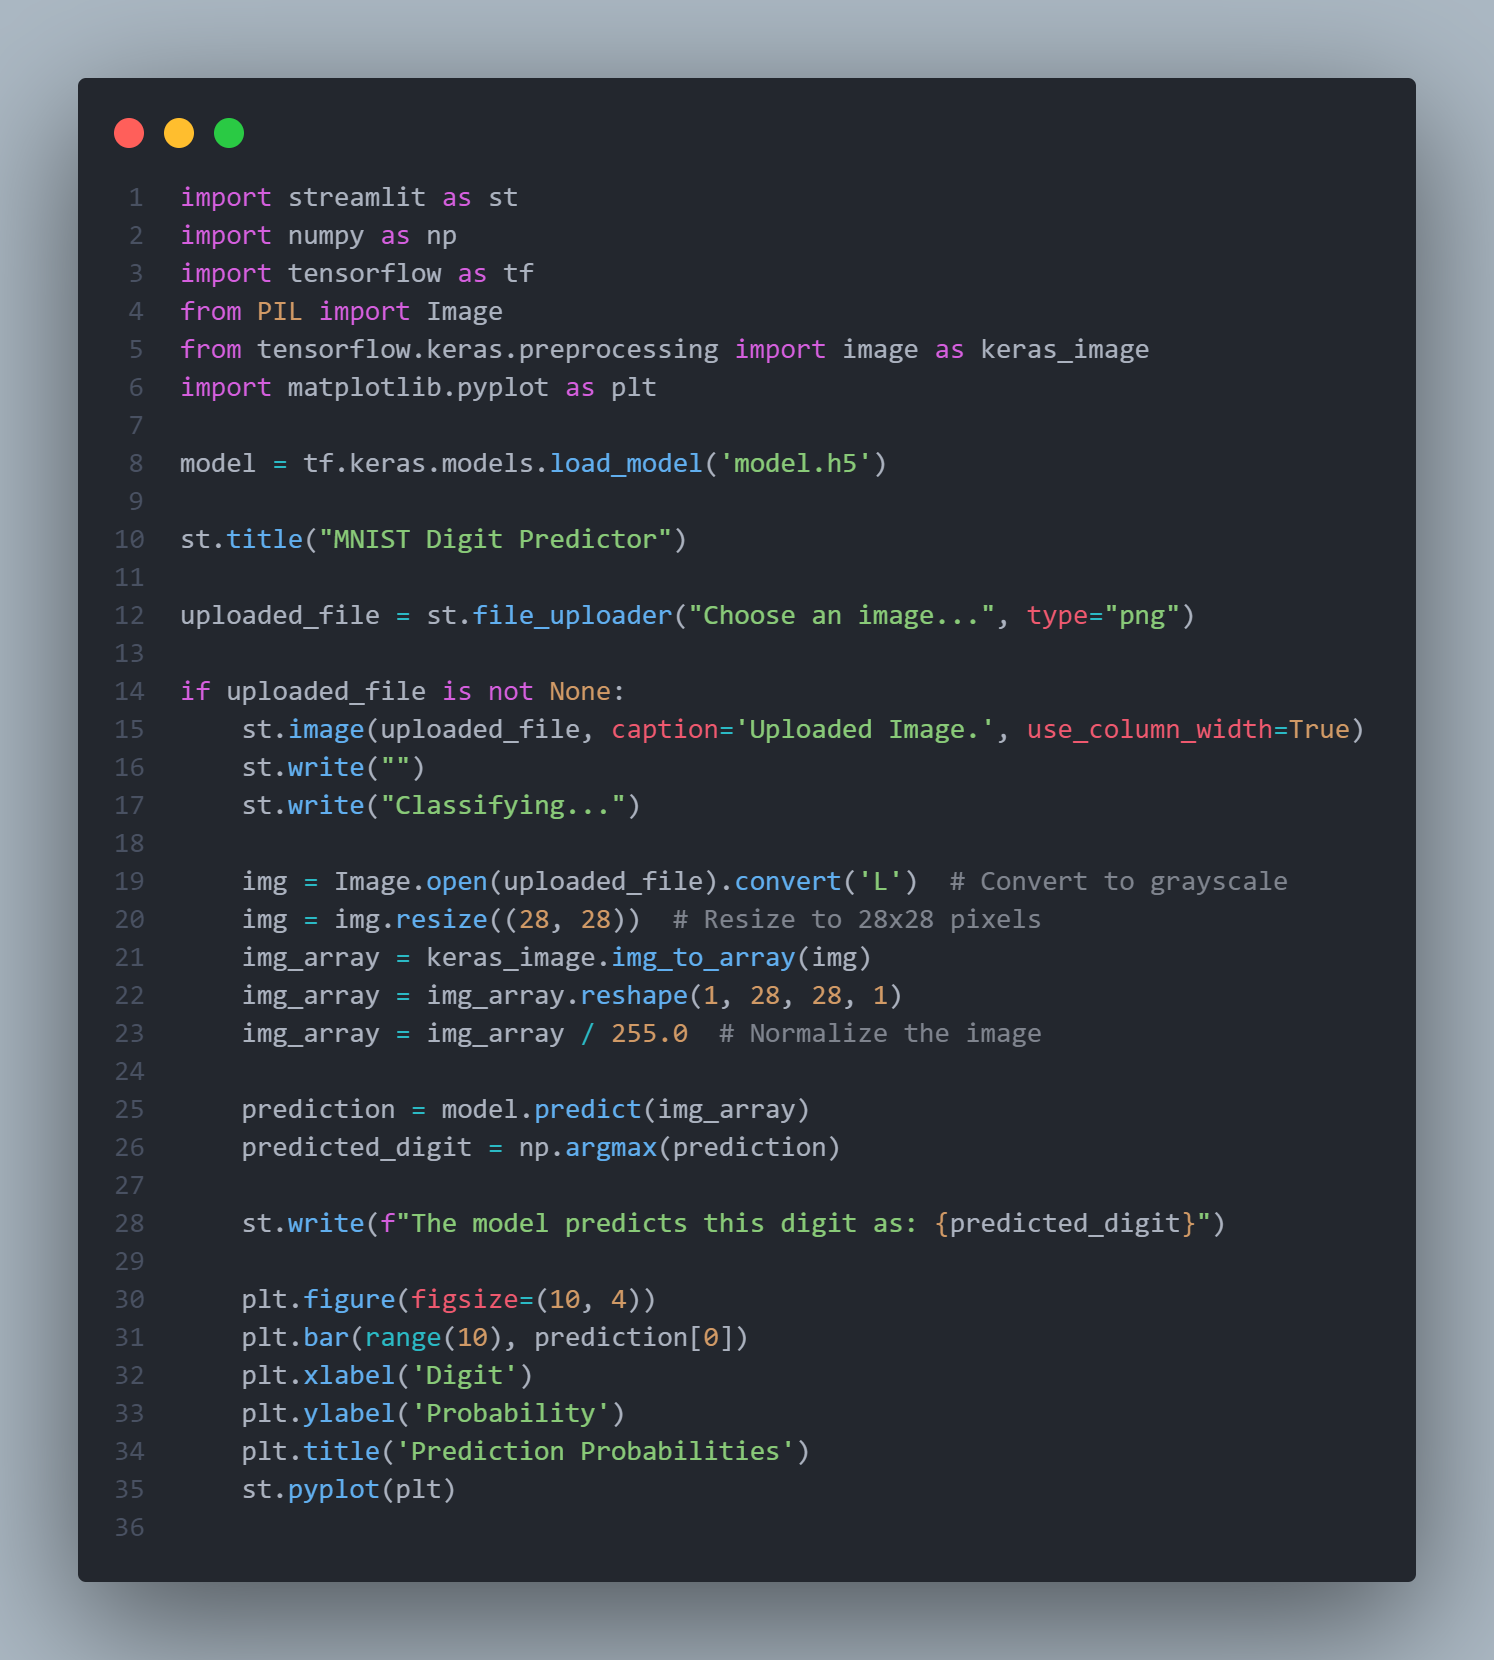 1 import streamlit as st
2 import numpy as np
3 import tensorflow as tf
4 from PIL import Image
5 from tensorflow.keras.preprocessing import image as keras_image
6 import matplotlib.pyplot as plt
7
8 model = tf.keras.models.load_model('model.h5')
9
10 st.title("MNIST Digit Predictor")
11
12 uploaded_file = st.file_uploader("Choose an image...", type="png")
13
14 if uploaded_file is not None:
15     st.image(uploaded_file, caption='Uploaded Image.', use_column_width=True)
16     st.write("")
17     st.write("Classifying...")
18
19     img = Image.open(uploaded_file).convert('L')  # Convert to grayscale
20     img = img.resize((28, 28))  # Resize to 28x28 pixels
21     img_array = keras_image.img_to_array(img)
22     img_array = img_array.reshape(1, 28, 28, 1)
23     img_array = img_array / 255.0  # Normalize the image
24
25     prediction = model.predict(img_array)
26     predicted_digit = np.argmax(prediction)
27
28     st.write(f"The model predicts this digit as: {predicted_digit}")
29
30     plt.figure(figsize=(10, 4))
31     plt.bar(range(10), prediction[0])
32     plt.xlabel('Digit')
33     plt.ylabel('Probability')
34     plt.title('Prediction Probabilities')
35     st.pyplot(plt)
36